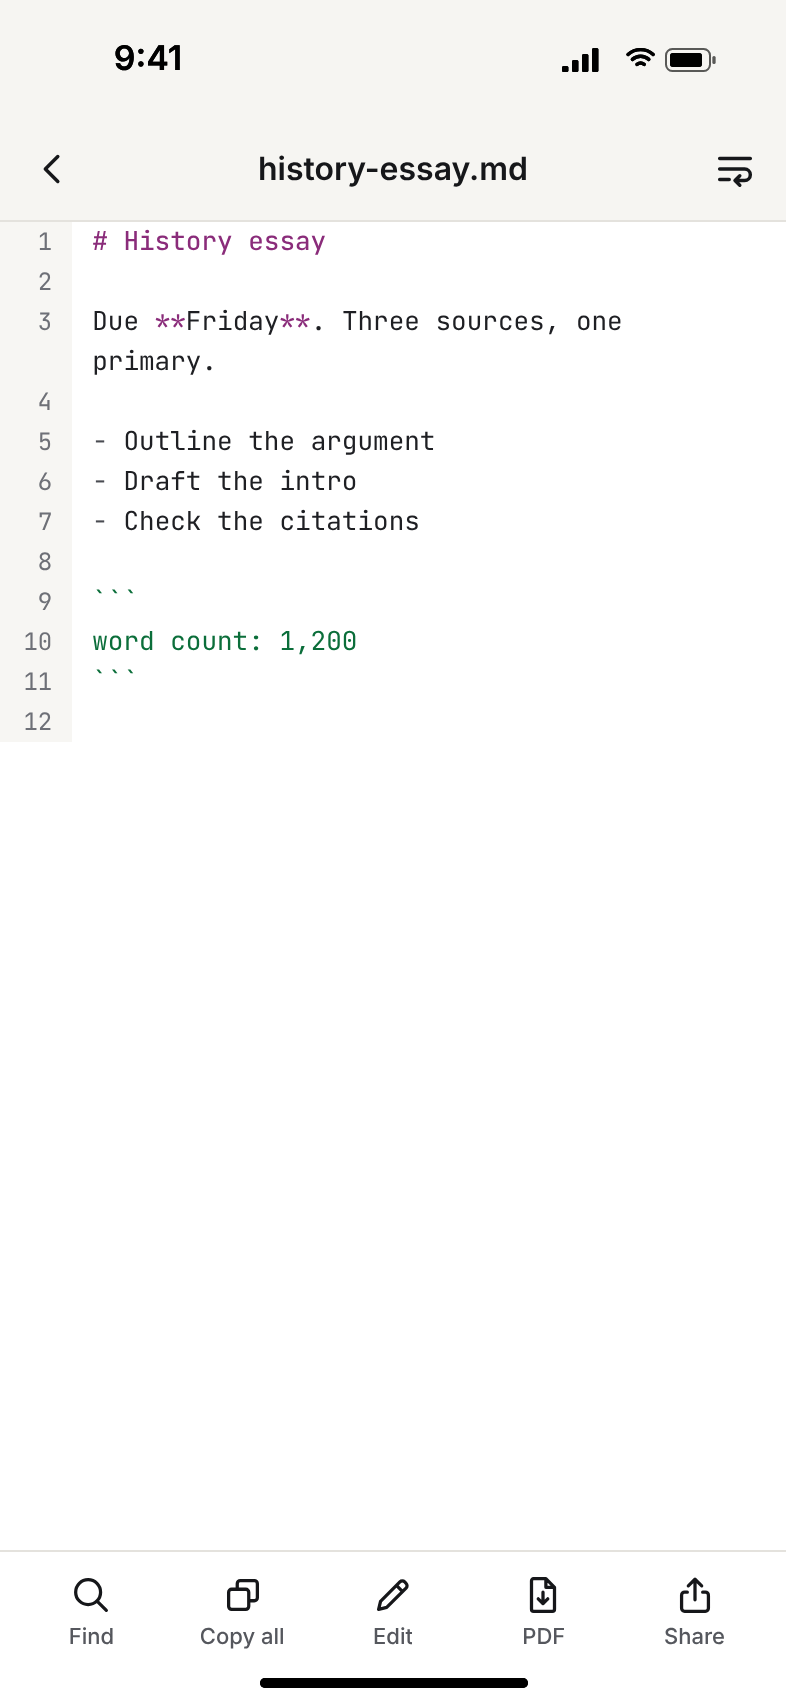 9:41
history-essay.md
1 # History essay
2
3 Due **Friday**. Three sources, one
primary.
4
5 - Outline the argument
6 - Draft the intro
7 - Check the citations
8
9 ```
10 word count: 1,200
11 ```
12
Find Copy all Edit PDF Share